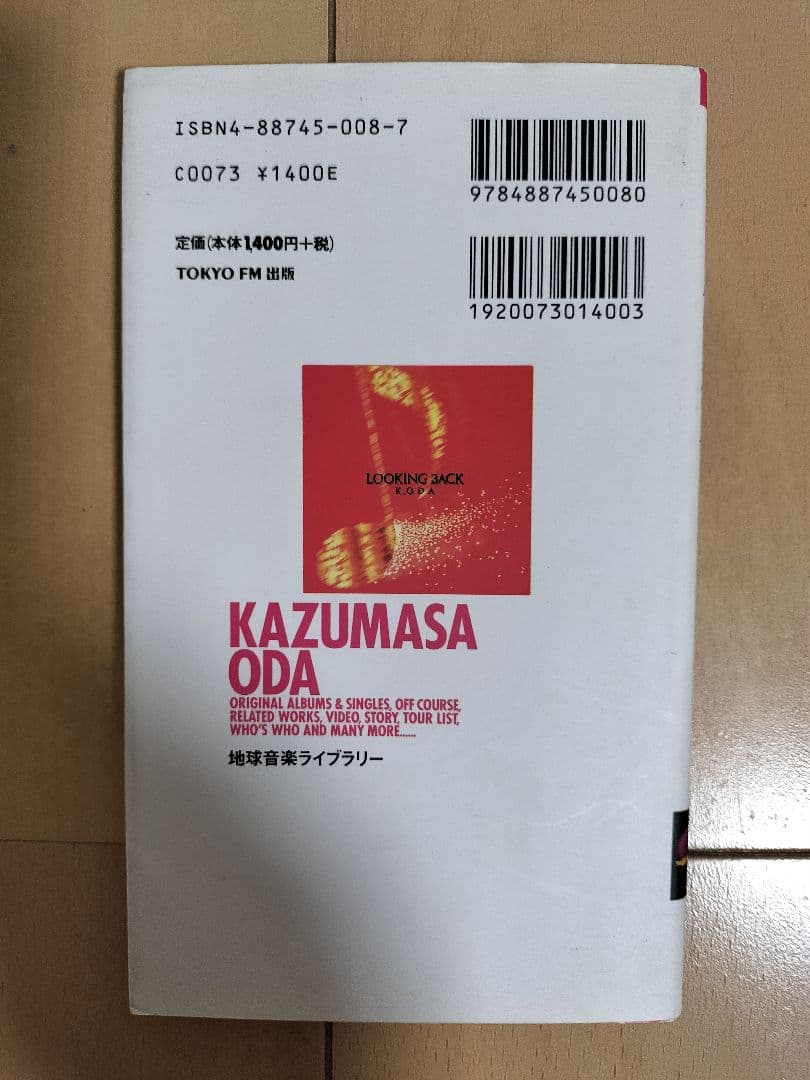 ISBN4-88745-008-7
C0073 ¥1400E
9784887450080
定価(本体1,400円+税)
TOKYO FM 出版
1920073014003
LOOKING BACK
K.ODA
KAZUMASA
ODA
ORIGINAL ALBUMS & SINGLES, OFF COURSE,
RELATED WORKS, VIDEO, STORY, TOUR LIST,
WHO'S WHO AND MANY MORE......
地球音楽ライブラリー